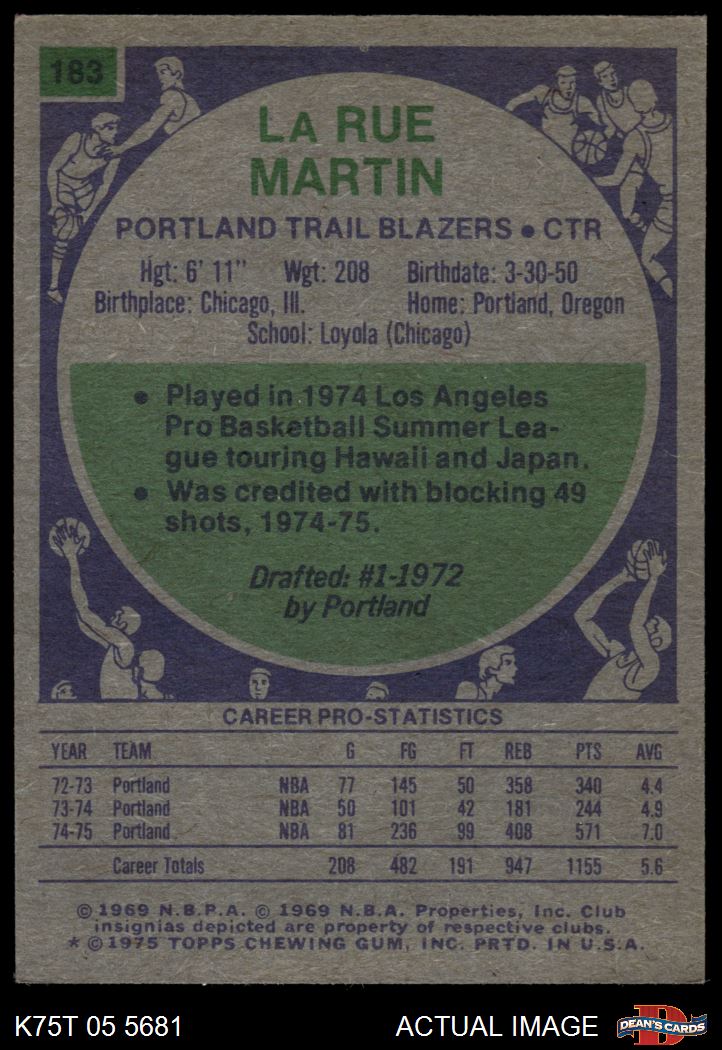 183
LA RUE
MARTIN
PORTLAND TRAIL BLAZERS • CTR
Hgt: 6' 11" Wgt: 208 Birthdate: 3-30-50
Birthplace: Chicago, Ill. Home: Portland, Oregon
School: Loyola (Chicago)
• Played in 1974 Los Angeles
Pro Basketball Summer Lea-
gue touring Hawaii and Japan.
• Was credited with blocking 49
shots, 1974-75.
Drafted: #1-1972
by Portland
CAREER PRO-STATISTICS
YEAR TEAM G FG FT REB PTS AVG
72-73 Portland NBA 77 145 50 358 340 4.4
73-74 Portland NBA 50 101 42 181 244 4.9
74-75 Portland NBA 81 236 99 408 571 7.0
Career Totals 208 482 191 947 1155 5.6
© 1969 N.B.P.A. © 1969 N.B.A. Properties, Inc. Club
insignias depicted are property of respective clubs.
* © 1975 TOPPS CHEWING GUM, INC. PRTD. IN U.S.A.
K75T 05 5681 ACTUAL IMAGE DEAN'S CARDS